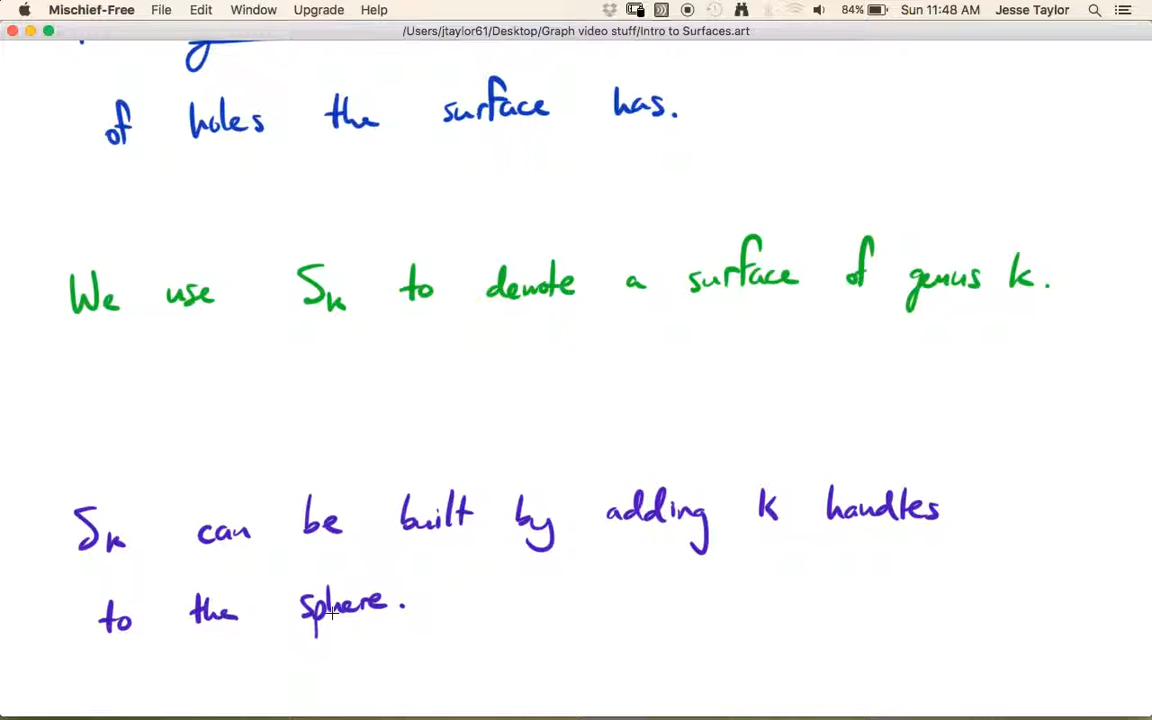 Mischief-Free File Edit Window Upgrade Help 84% Sun 11:48 AM Jesse Taylor
/Users/jtaylor61/Desktop/Graph video stuff/Intro to Surfaces.art
of holes the surface has.
We use Sk to denote a surface of genus k.
Sk can be built by adding k handles
to the sphere.